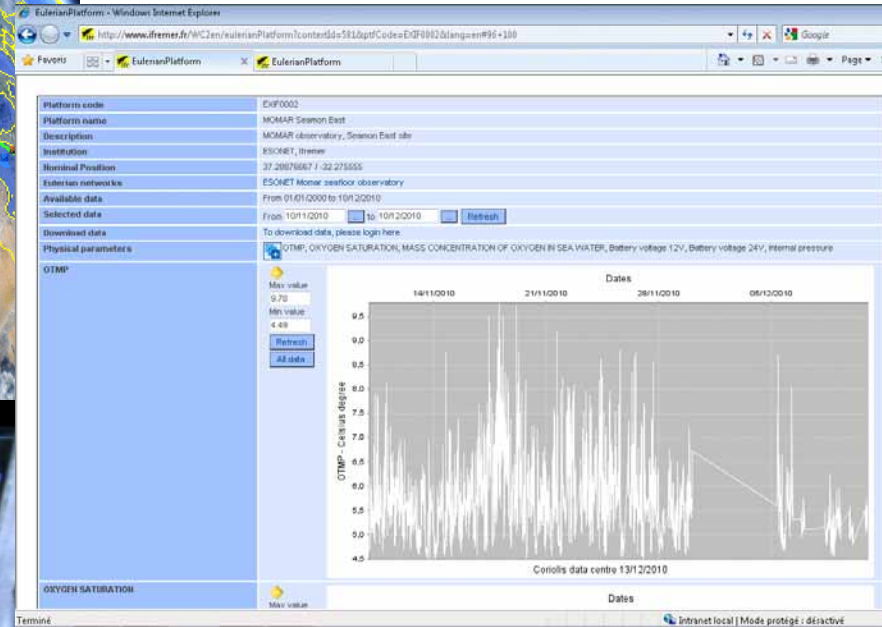 EulerianPlatform - Windows Internet Explorer
http://www.ifremer.fr/WC2en/eulerianPlatform?contextId=581&ptfCode=EXIF0002&lang=en#96+100
Google
Favoris EulerianPlatform X EulerianPlatform Page
Platform code EXIF0002
Platform name MOMAR Seamon East
Description MOMAR observatory, Seamon East site
Institution ESONET, Ifremer
Nominal Position 37.28876667 / -32.275555
Eulerian networks ESONET Momar seafloor observatory
Available data From 01/01/2000 to 10/12/2010
Selected data From 10/11/2010 ... to 10/12/2010 ... Refresh
Download data To download data, please login here
Physical parameters OTMP, OXYGEN SATURATION, MASS CONCENTRATION OF OXYGEN IN SEA WATER, Battery voltage 12V, Battery voltage 24V, Internal pressure
OTMP
Max value
9.78
Min value
4.49
Refresh
All data
Dates
14/11/2010 21/11/2010 28/11/2010 05/12/2010
9,5
9,0
8,5
8,0
7,5
7,0
6,5
6,0
5,5
5,0
4,5
OTMP - Celsius degree
Coriolis data centre 13/12/2010
OXYGEN SATURATION
Max value
Dates
Terminé Intranet local | Mode protégé : désactivé